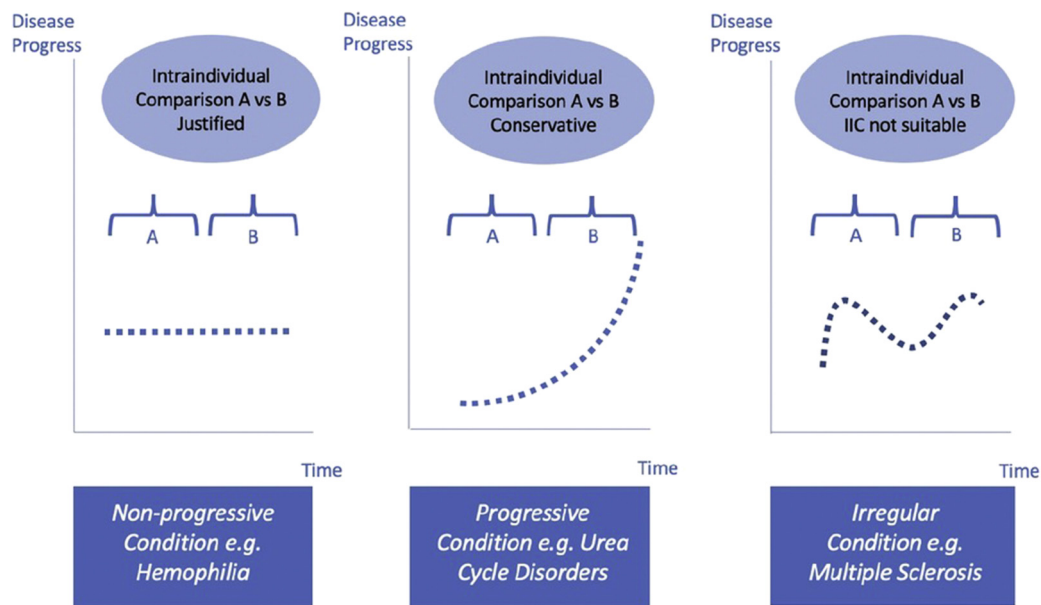 Disease
Progress
Intraindividual
Comparison A vs B
Justified
A
B
Time
Non-progressive
Condition e.g.
Hemophilia
Disease
Progress
Intraindividual
Comparison A vs B
Conservative
A
B
Time
Progressive
Condition e.g. Urea
Cycle Disorders
Disease
Progress
Intraindividual
Comparison A vs B
IIC not suitable
A
B
Time
Irregular
Condition e.g.
Multiple Sclerosis